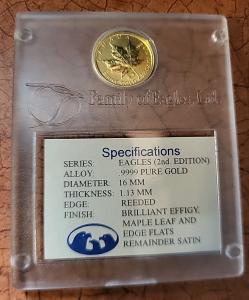 Family of Eagles, Ltd.
Specifications
SERIES: EAGLES (2nd. EDITION)
ALLOY: .9999 PURE GOLD
DIAMETER: 16 MM
THICKNESS: 1.13 MM
EDGE: REEDED
FINISH: BRILLIANT EFFIGY,
MAPLE LEAF AND
EDGE FLATS
REMAINDER SATIN